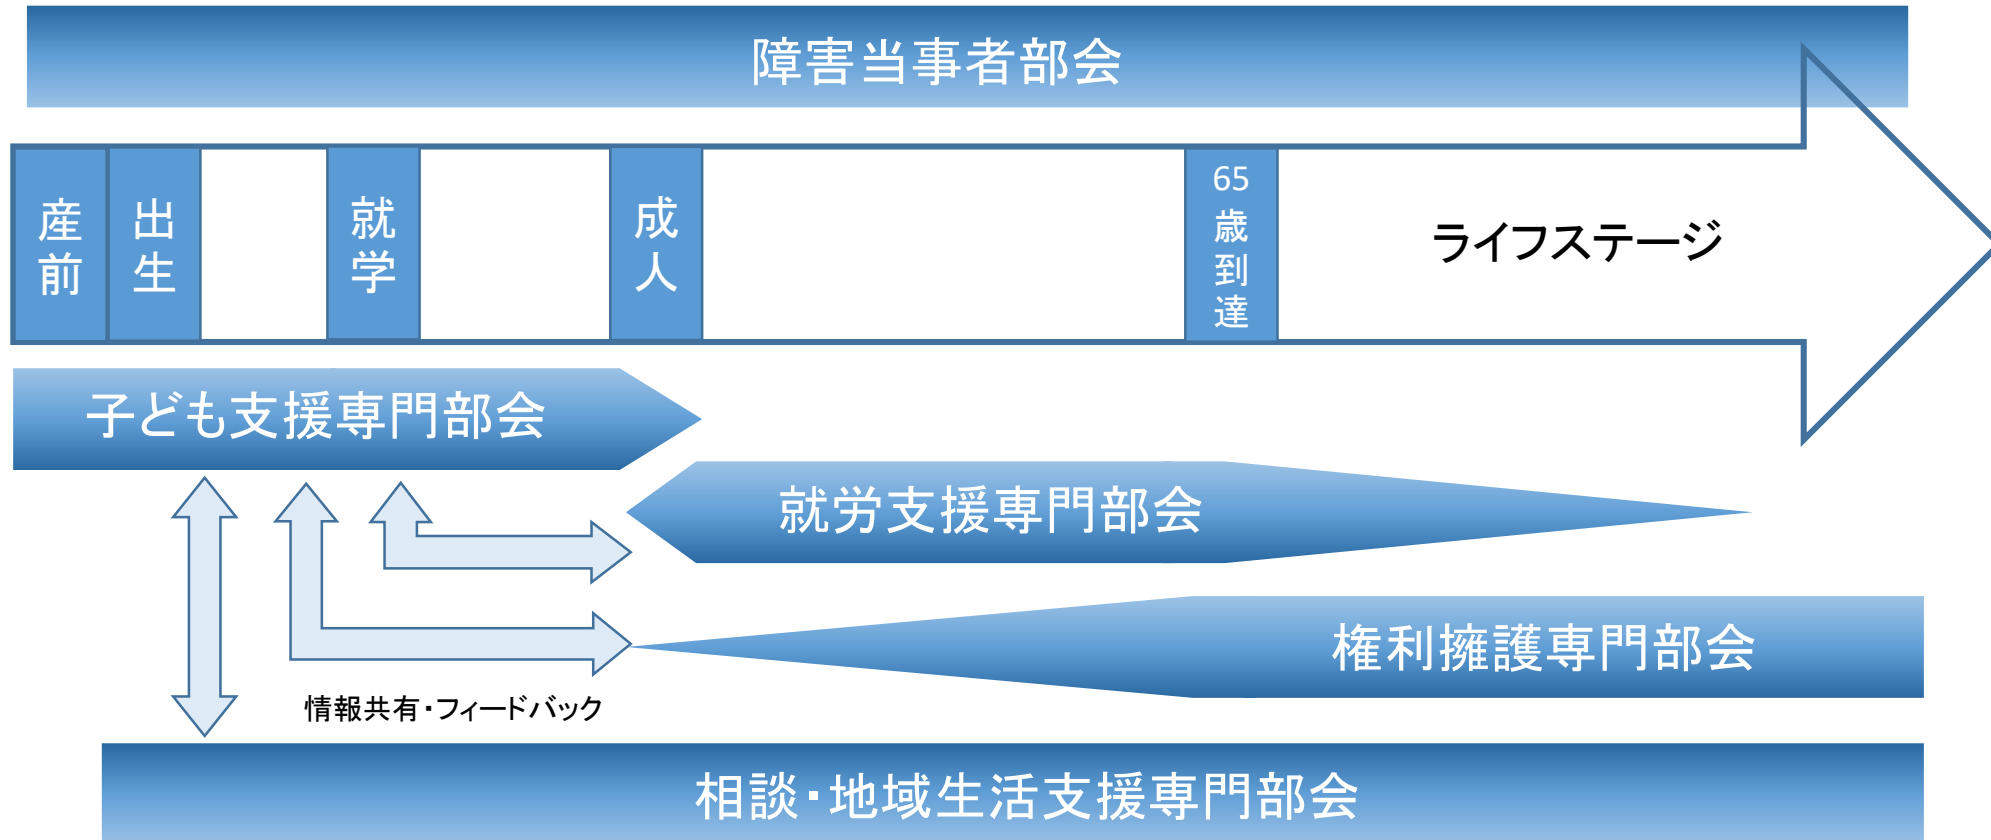 障害当事者部会
産前
出生
就学
成人
65歳到達
ライフステージ
子ども支援専門部会
就労支援専門部会
権利擁護専門部会
情報共有・フィードバック
相談・地域生活支援専門部会